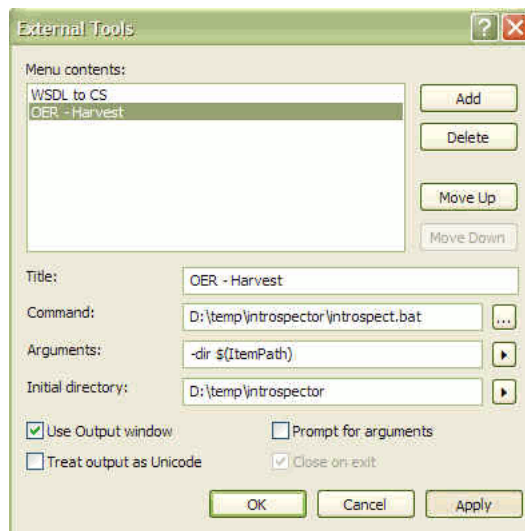 External Tools
Menu contents:
WSDL to CS
OER - Harvest
Add
Delete
Move Up
Move Down
Title:
OER - Harvest
Command:
D:\temp\introspector\introspect.bat
...
Arguments:
-dir $(ItemPath)
Initial directory:
D:\temp\introspector
Use Output window
Prompt for arguments
Treat output as Unicode
Close on exit
OK
Cancel
Apply